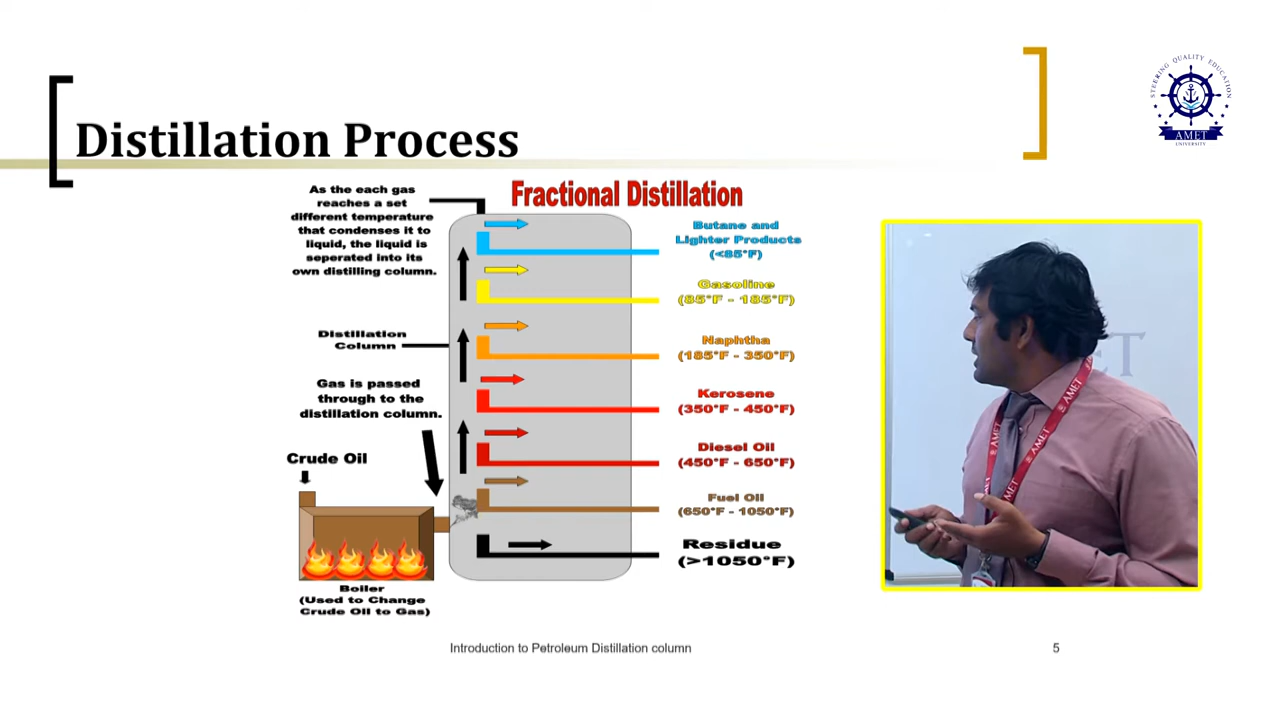 STEERING QUALITY EDUCATION
AMET
UNIVERSITY
Distillation Process
Fractional Distillation
As the each gas
reaches a set
different temperature
that condenses it to
liquid, the liquid is
seperated into its
own distilling column.
Distillation
Column
Gas is passed
through to the
distillation column.
Crude Oil
Boiler
(Used to Change
Crude Oil to Gas)
Butane and
Lighter Products
(<85°F)
Gasoline
(85°F - 185°F)
Naphtha
(185°F - 350°F)
Kerosene
(350°F - 450°F)
Diesel Oil
(450°F - 650°F)
Fuel Oil
(650°F - 1050°F)
Residue
(>1050°F)
AMET
AMET
AMET
Introduction to Petroleum Distillation column
5